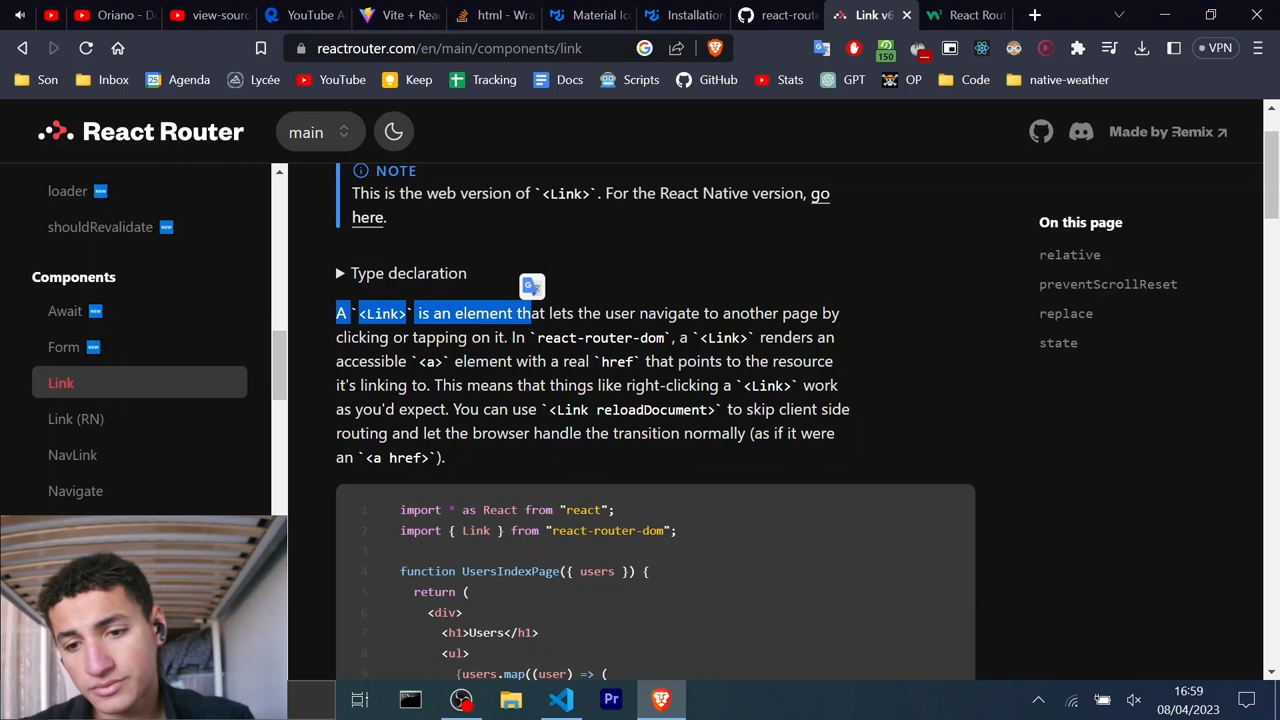 Oriano - De
view-sourc
YouTube A
Vite + Rea
html - Wra
Material Ic
Installation
react-route
Link v6
React Rout
reactrouter.com/en/main/components/link
150
VPN
Son
Inbox
Agenda
Lycée
YouTube
Keep
Tracking
Docs
Scripts
GitHub
Stats
GPT
OP
Code
native-weather
React Router
main
Made by Remix
loader NEW
shouldRevalidate NEW
Components
Await NEW
Form NEW
Link
Link (RN)
NavLink
Navigate
NOTE
This is the web version of `<Link>`. For the React Native version, go
here.
Type declaration
A `<Link>` is an element that lets the user navigate to another page by
clicking or tapping on it. In `react-router-dom`, a `<Link>` renders an
accessible `<a>` element with a real `href` that points to the resource
it's linking to. This means that things like right-clicking a `<Link>` work
as you'd expect. You can use `<Link reloadDocument>` to skip client side
routing and let the browser handle the transition normally (as if it were
an `<a href>`).
1 import * as React from "react";
2 import { Link } from "react-router-dom";
3
4 function UsersIndexPage({ users }) {
5 return (
6 <div>
7 <h1>Users</h1>
8 <ul>
9 {users.map((user) => (
On this page
relative
preventScrollReset
replace
state
Pr
16:59
08/04/2023